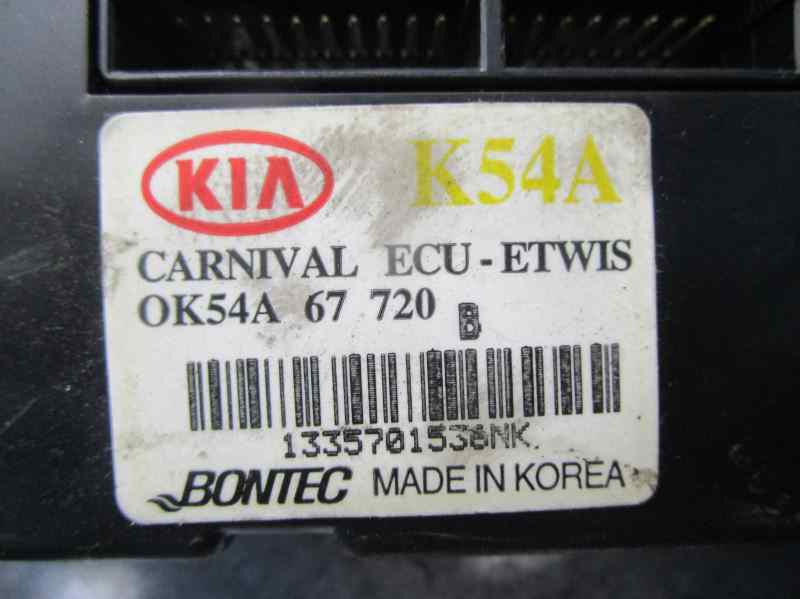 KIA K54A
CARNIVAL ECU - ETWIS
OK54A 67 720 B
1335701536NK.
BONTEC MADE IN KOREA